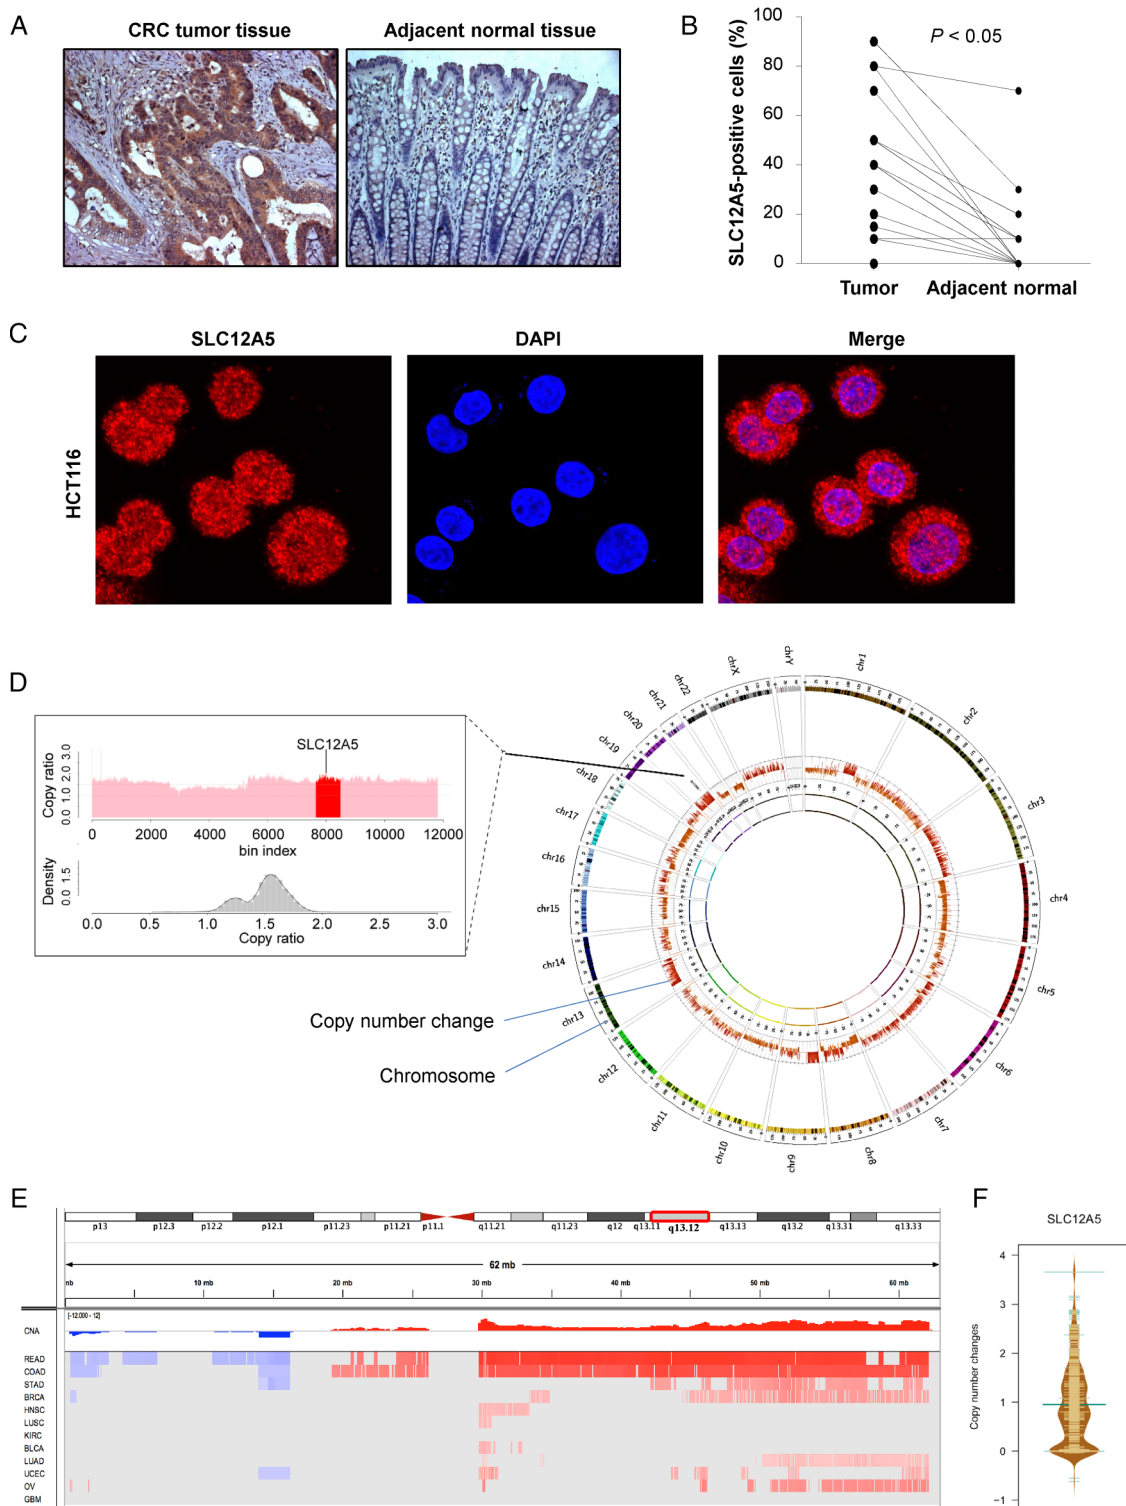 A
CRC tumor tissue
Adjacent normal tissue
B
SLC12A5-positive cells (%)
100
80
60
40
20
0
P < 0.05
Tumor
Adjacent normal
C
SLC12A5
DAPI
Merge
HCT116
D
SLC12A5
Copy ratio
3.0
2.0
1.0
0.0
0
2000
4000
6000
8000
10000
12000
bin index
Density
1.5
0.0
0.0
0.5
1.0
1.5
2.0
2.5
3.0
Copy ratio
Copy number change
Chromosome
chr1
chr2
chr3
chr4
chr5
chr6
chr7
chr8
chr9
chr10
chr11
chr12
chr13
chr14
chr15
chr16
chr17
chr18
chr19
chr20
chr21
chr22
chrX
chrY
E
p13
p12.3
p12.2
p12.1
p11.23
p11.21
p11.1
q11.21
q11.23
q12
q13.11
q13.12
q13.13
q13.2
q13.31
q13.33
62 mb
mb
10 mb
20 mb
30 mb
40 mb
50 mb
60 mb
[-12.000 - 12]
CNA
READ
COAD
STAD
BRCA
HNSC
LUSC
KIRC
BLCA
LUAD
UCEC
OV
GBM
F
SLC12A5
Copy number changes
4
3
2
1
0
−1